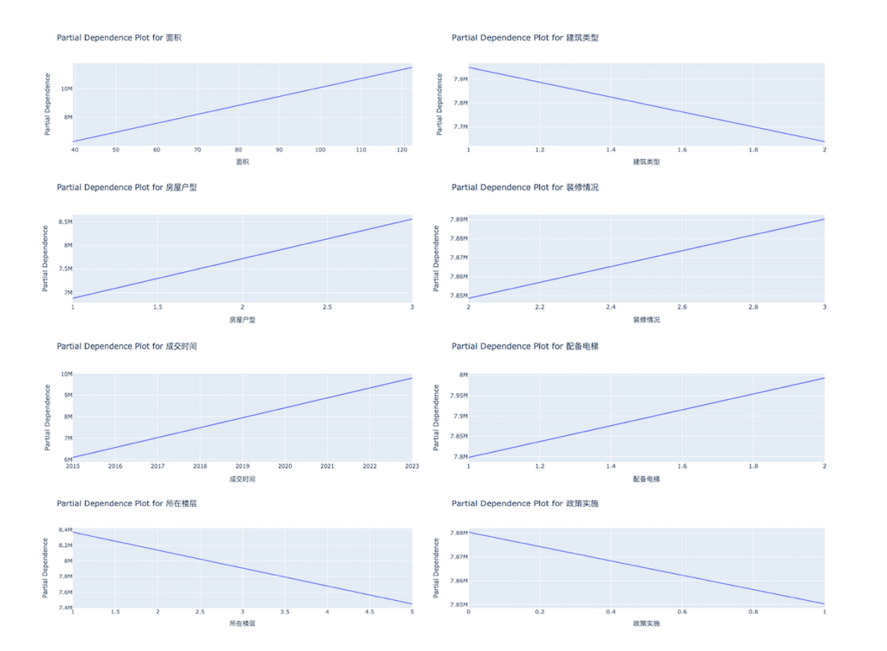 Partial Dependence Plot for 面积
Partial Dependence
10M
8M
40 50 60 70 80 90 100 110 120
面积
Partial Dependence Plot for 建筑类型
Partial Dependence
7.9M
7.8M
7.7M
1 1.2 1.4 1.6 1.8 2
建筑类型
Partial Dependence Plot for 房屋户型
Partial Dependence
8.5M
8M
7.5M
7M
1 1.5 2 2.5 3
房屋户型
Partial Dependence Plot for 装修情况
Partial Dependence
7.89M
7.88M
7.87M
7.86M
7.85M
2 2.2 2.4 2.6 2.8 3
装修情况
Partial Dependence Plot for 成交时间
Partial Dependence
10M
9M
8M
7M
6M
2015 2016 2017 2018 2019 2020 2021 2022 2023
成交时间
Partial Dependence Plot for 配备电梯
Partial Dependence
8M
7.95M
7.9M
7.85M
7.8M
1 1.2 1.4 1.6 1.8 2
配备电梯
Partial Dependence Plot for 所在楼层
Partial Dependence
8.4M
8.2M
8M
7.8M
7.6M
7.4M
1 1.5 2 2.5 3 3.5 4 4.5 5
所在楼层
Partial Dependence Plot for 政策实施
Partial Dependence
7.88M
7.87M
7.86M
7.85M
0 0.2 0.4 0.6 0.8 1
政策实施